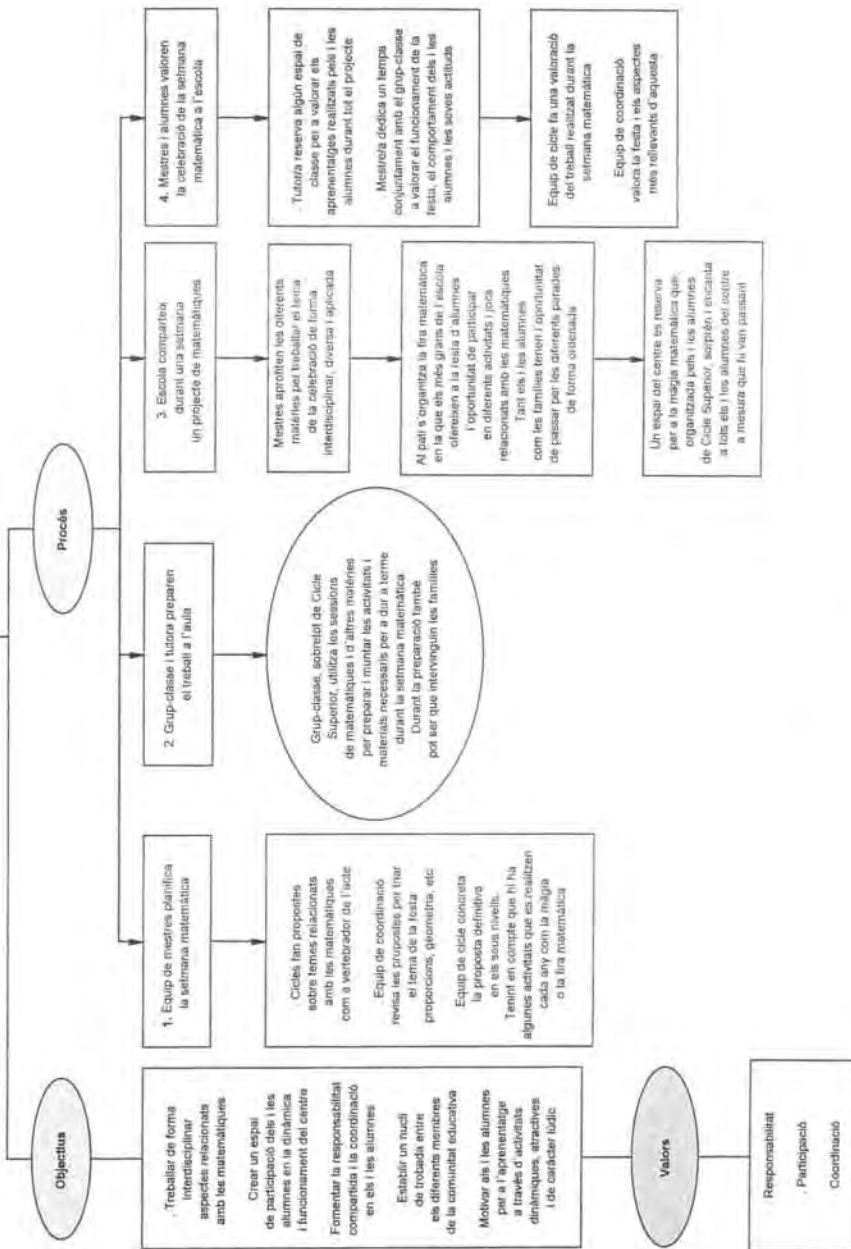 Objectius
. Treballar de forma
interdisciplinar
aspectes relacionats
amb les matemàtiques.
Crear un espai
de participació dels i les
alumnes en la dinàmica
i funcionament del centre
Fomentar la responsabilitat
compartida i la coordinació
en els i les alumnes
. Establir un nucli
de trobada entre
els diferents membres
de la comunitat educativa
Motivar als i les alumnes
per a l'aprenentatge
a través d'activitats
dinàmiques, atractives
i de caràcter lúdic
Valors
Responsabilitat
. Participació
Coordinació
Procès
1. Equip de mestres planifica
la setmana matemàtica
. Cicles fan propostes
sobre temes relacionats
amb les matemàtiques
com a vertebrador de l'acte
. Equip de coordinació
revisa les propostes per triar
el tema de la festa
proporcions, geometria, etc
Equip de cicle concreta
la proposta definitiva
en els seus nivells.
Tenint en compte que hi ha
algunes activitats que es realitzen
cada any com la màgia
o la fira matemàtica
2. Grup-classe i tutora preparen
el treball a l'aula
Grup-classe, sobretot de Cicle
Superior, utilitza les sessions
de matemàtiques i d'altres matèries
per preparar i muntar les activitats i
materials necessaris per a dur a terme
durant la setmana matemàtica.
Durant la preparació també
pot ser que intervinguin les famílies
3. Escola comparteix
durant una setmana
un projecte de matemàtiques
Mestres aprofiten les diferents
matèries per treballar el tema
de la celebració de forma
interdisciplinar, diversa i aplicada
Al pati s'organitza la fira matemàtica
en la que els més grans de l'escola
ofereixen a la resta d'alumnes
l'oportunitat de participar
en diferents activitats i jocs
relacionats amb les matemàtiques
Tant els i les alumnes
com les famílies tenen l'oportunitat
de passar per les diferents parades
de forma ordenada
Un espai del centre es reserva
per a la màgia matemàtica que,
organitzada pels i les alumnes
de Cicle Superior, sorprèn i encanta
a tots els i les alumnes del centre
a mesura que hi van passant
4. Mestres i alumnes valoren
la celebració de la setmana
matemàtica a l'escola
. Tutor/a reserva algún espai de
classe per a valorar els
aprenentatges realitzats pels i les
alumnes durant tot el projecte
Mestre/a dedica un temps
conjuntament amb el grup-classe
a valorar el funcionament de la
festa, el comportament dels i les
alumnes i les seves actituds
Equip de cicle fa una valoració
del treball realitzat durant la
setmana matemàtica
Equip de coordinació
valora la festa i els aspectes
més rellevants d'aquesta